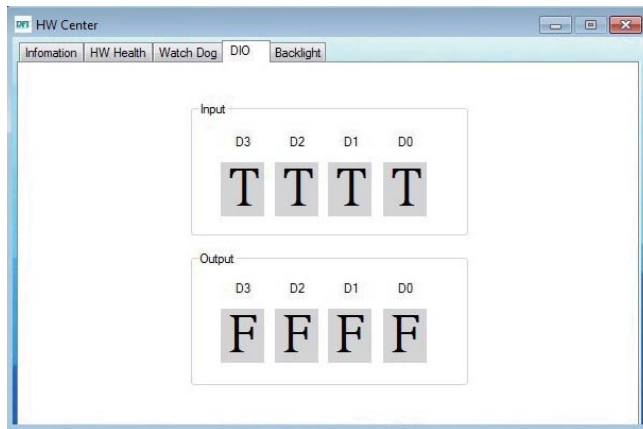 DFI HW Center
Infomation HW Health Watch Dog DIO Backlight
Input
D3 D2 D1 D0
T T T T
Output
D3 D2 D1 D0
F F F F